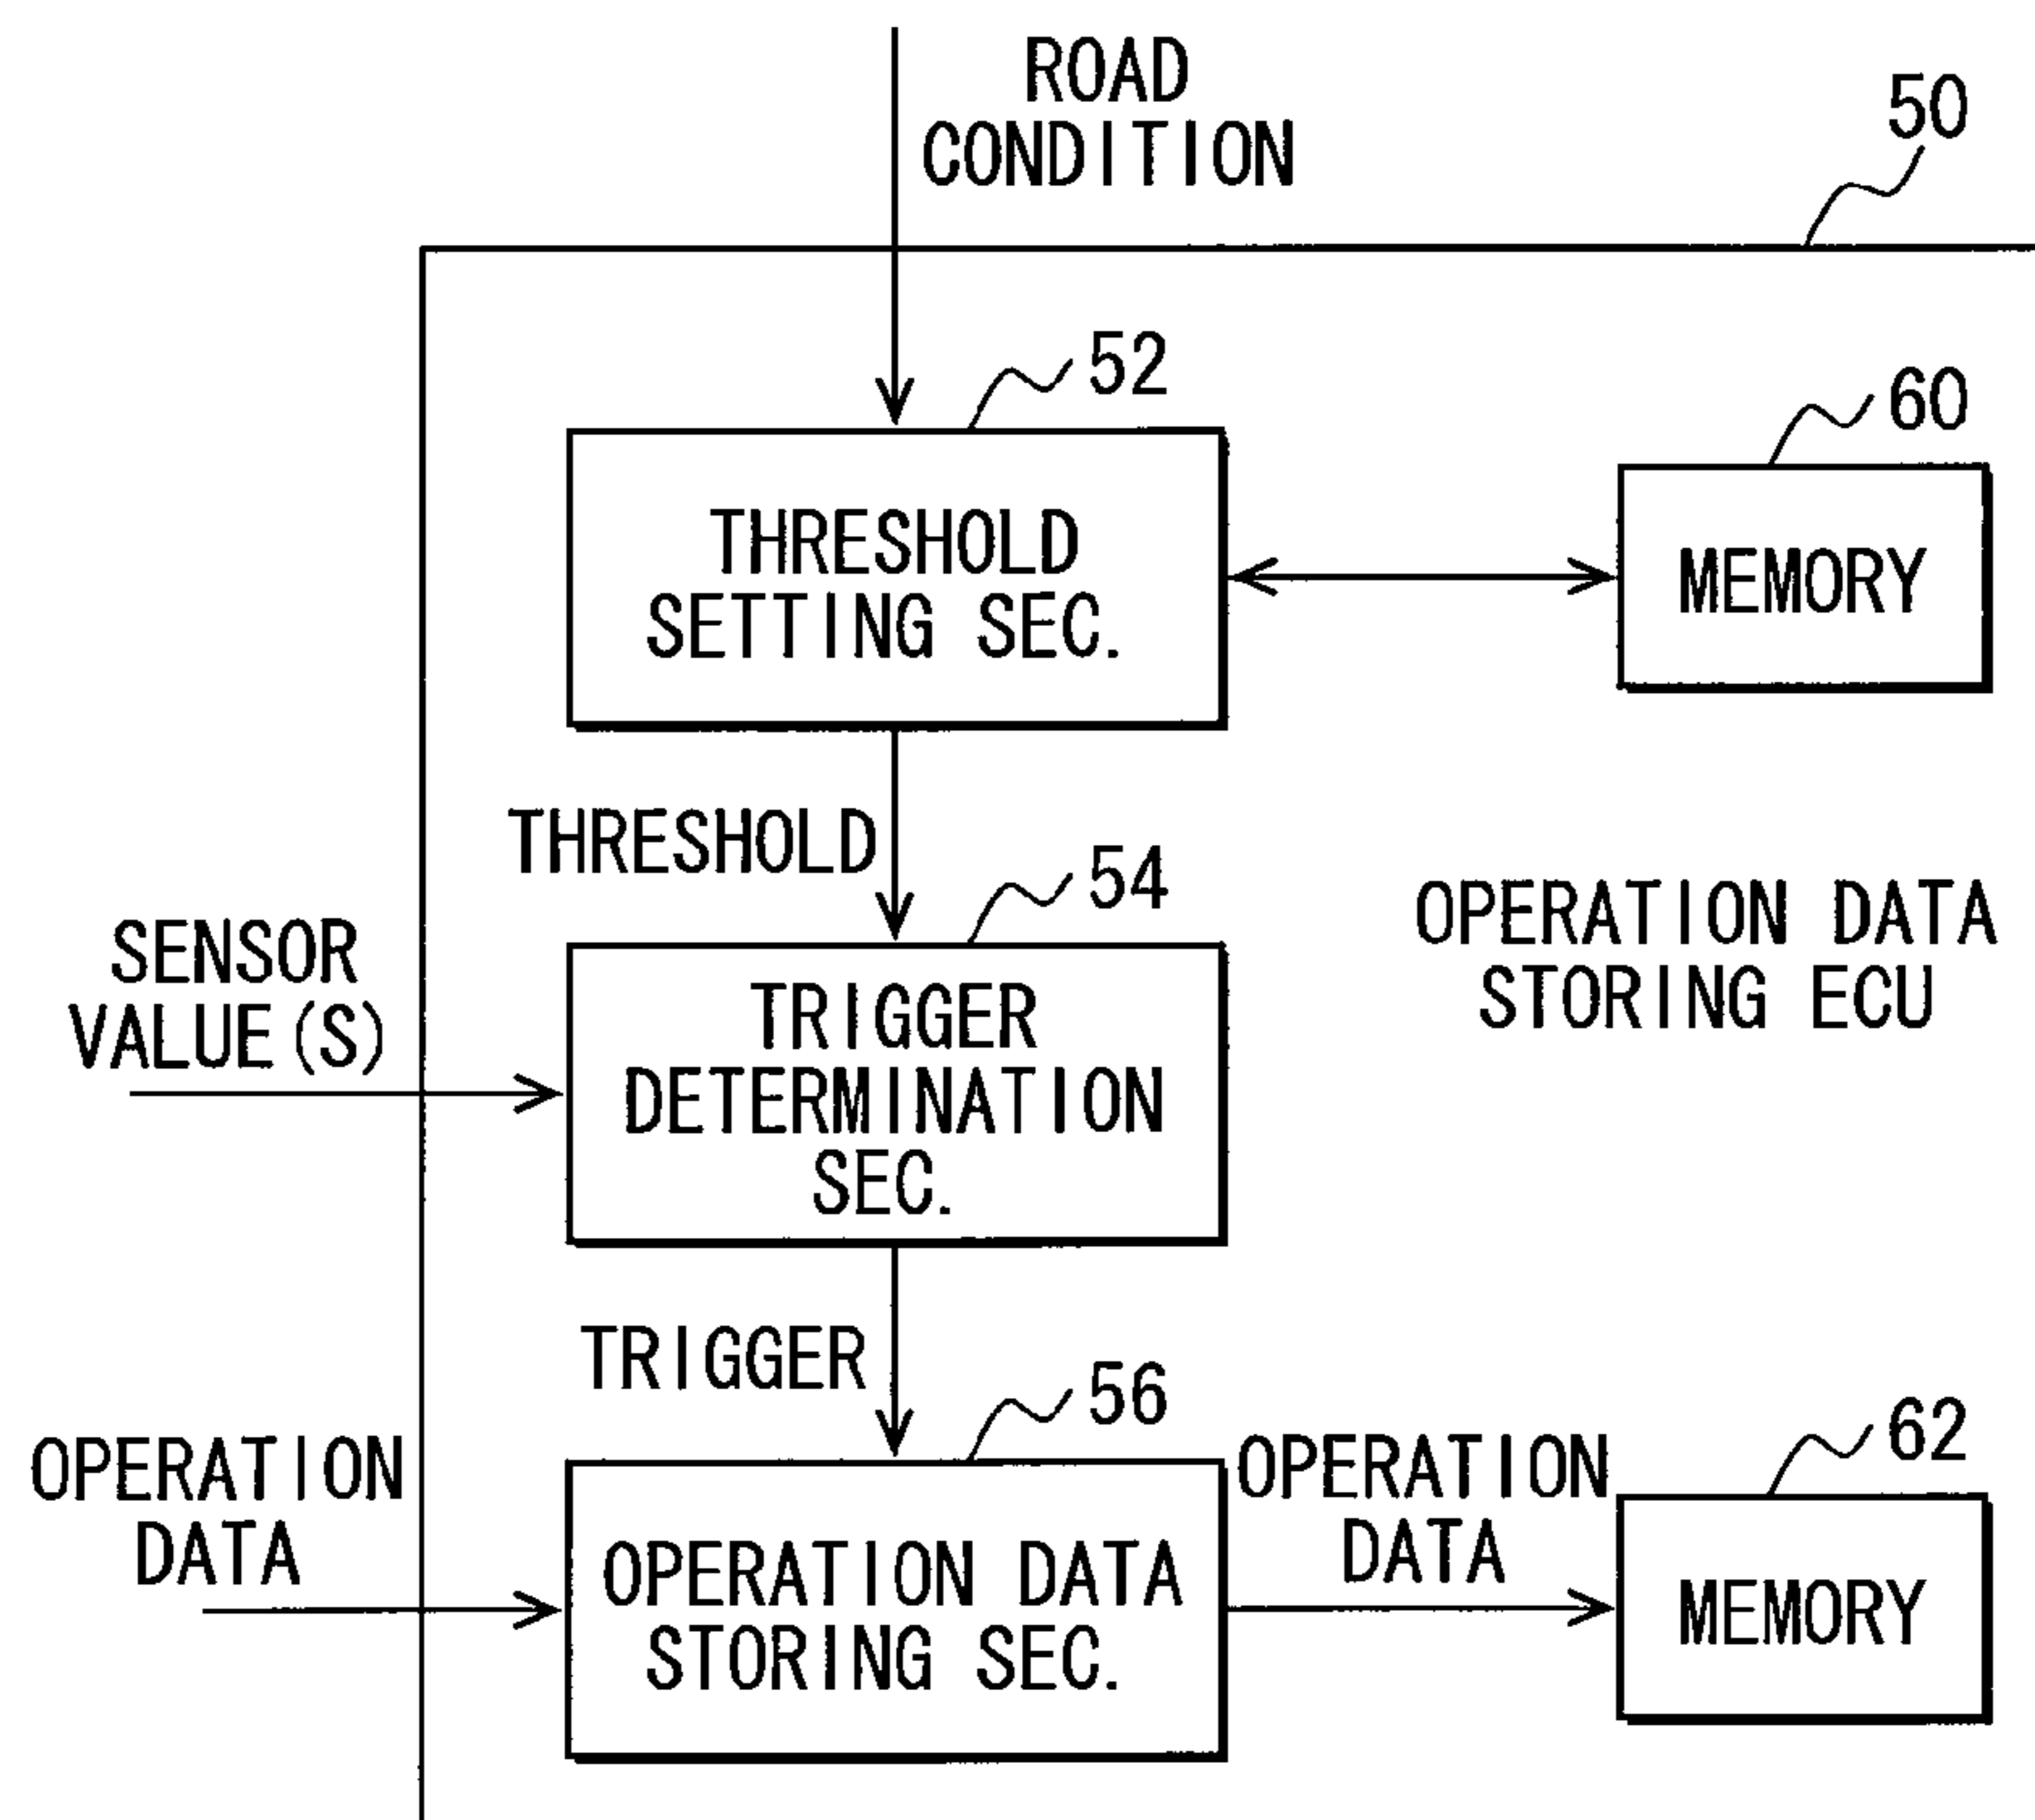 ROAD
CONDITION
50
52
60
THRESHOLD
SETTING SEC.
MEMORY
THRESHOLD
54
OPERATION DATA
STORING ECU
SENSOR
VALUE(S)
TRIGGER
DETERMINATION
SEC.
TRIGGER
56
62
OPERATION
DATA
OPERATION DATA
STORING SEC.
OPERATION
DATA
MEMORY